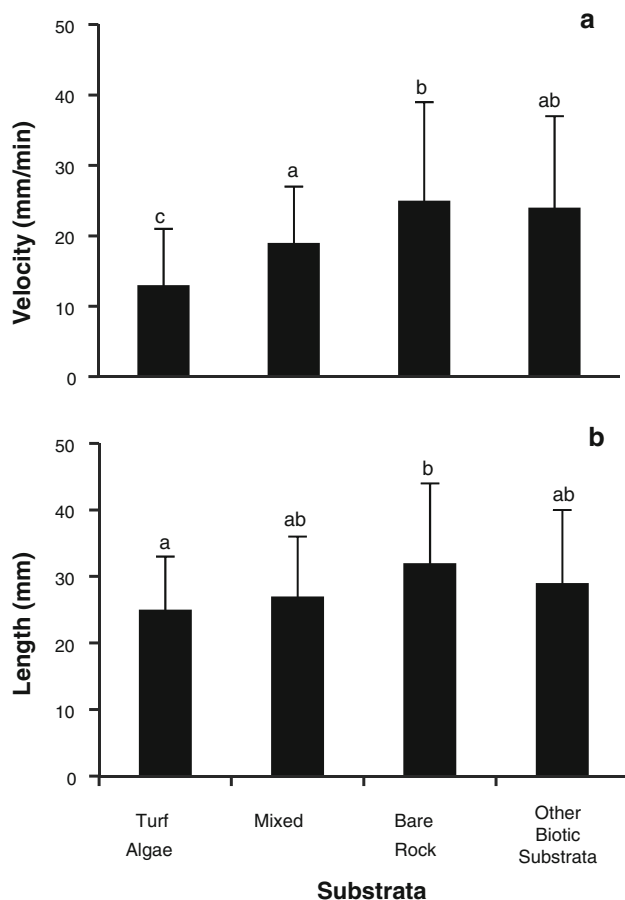 a
50
40
30
20
10
0
Velocity (mm/min)
c
a
b
ab
b
50
40
30
20
10
0
Length (mm)
a
ab
b
ab
Turf Algae
Mixed
Bare Rock
Other Biotic Substrata
Substrata